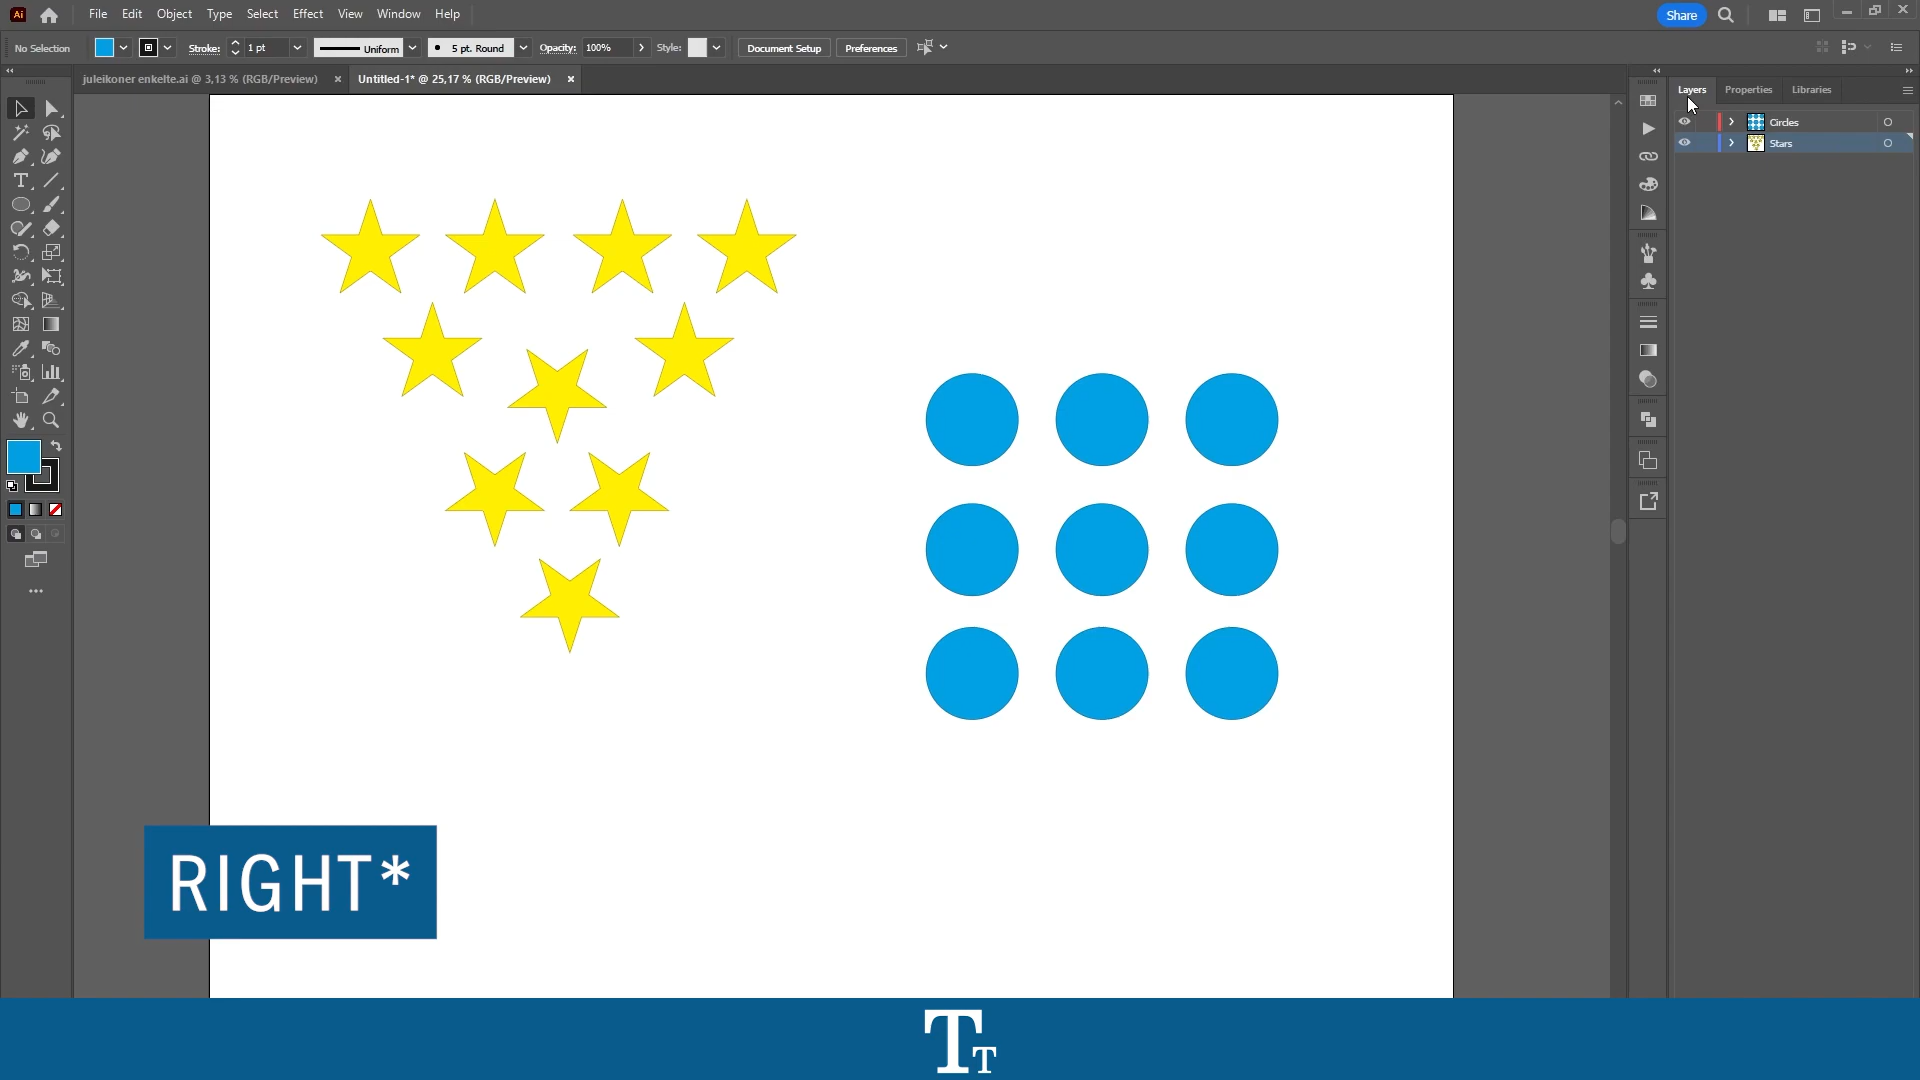 Ai File Edit Object Type Select Effect View Window Help Share
No Selection Stroke: 1 pt Uniform 5 pt. Round Opacity: 100% Style: Document Setup Preferences
juleikoner enkelte.ai @ 3,13 % (RGB/Preview) × Untitled-1* @ 25,17 % (RGB/Preview) ×
Layers Properties Libraries
Circles
Stars
RIGHT*
TT